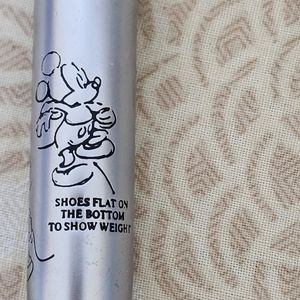 SHOES FLAT ON
THE BOTTOM
TO SHOW WEIGHT